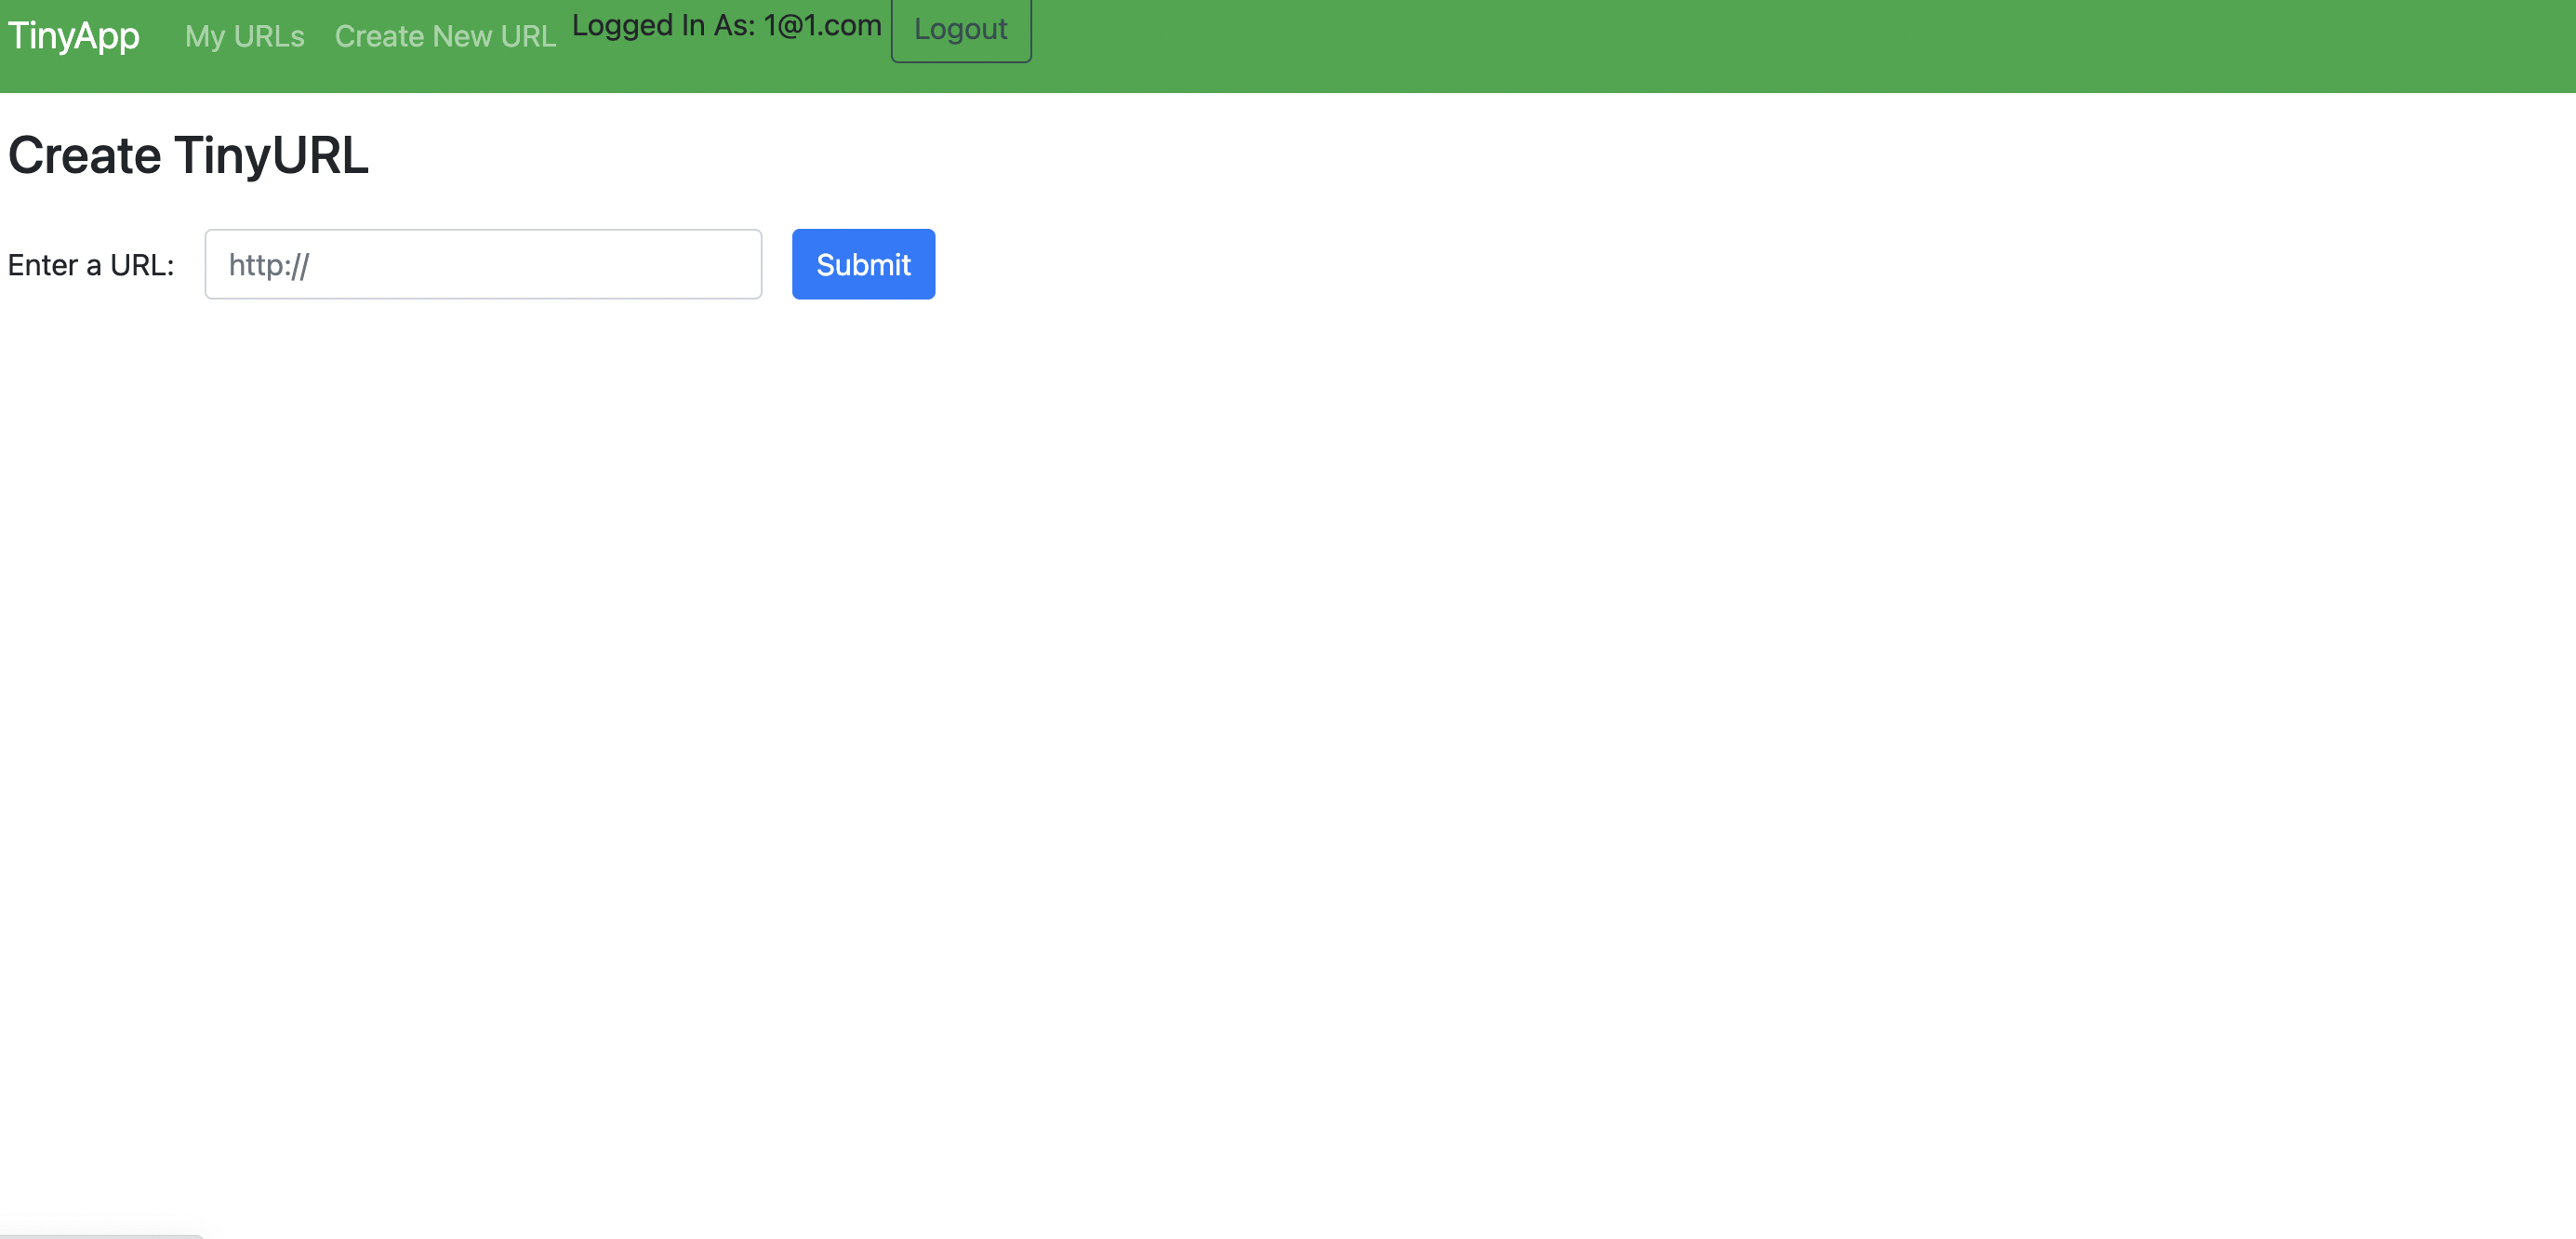 TinyApp My URLs Create New URL Logged In As: 1@1.com Logout
Create TinyURL
Enter a URL: http:// Submit